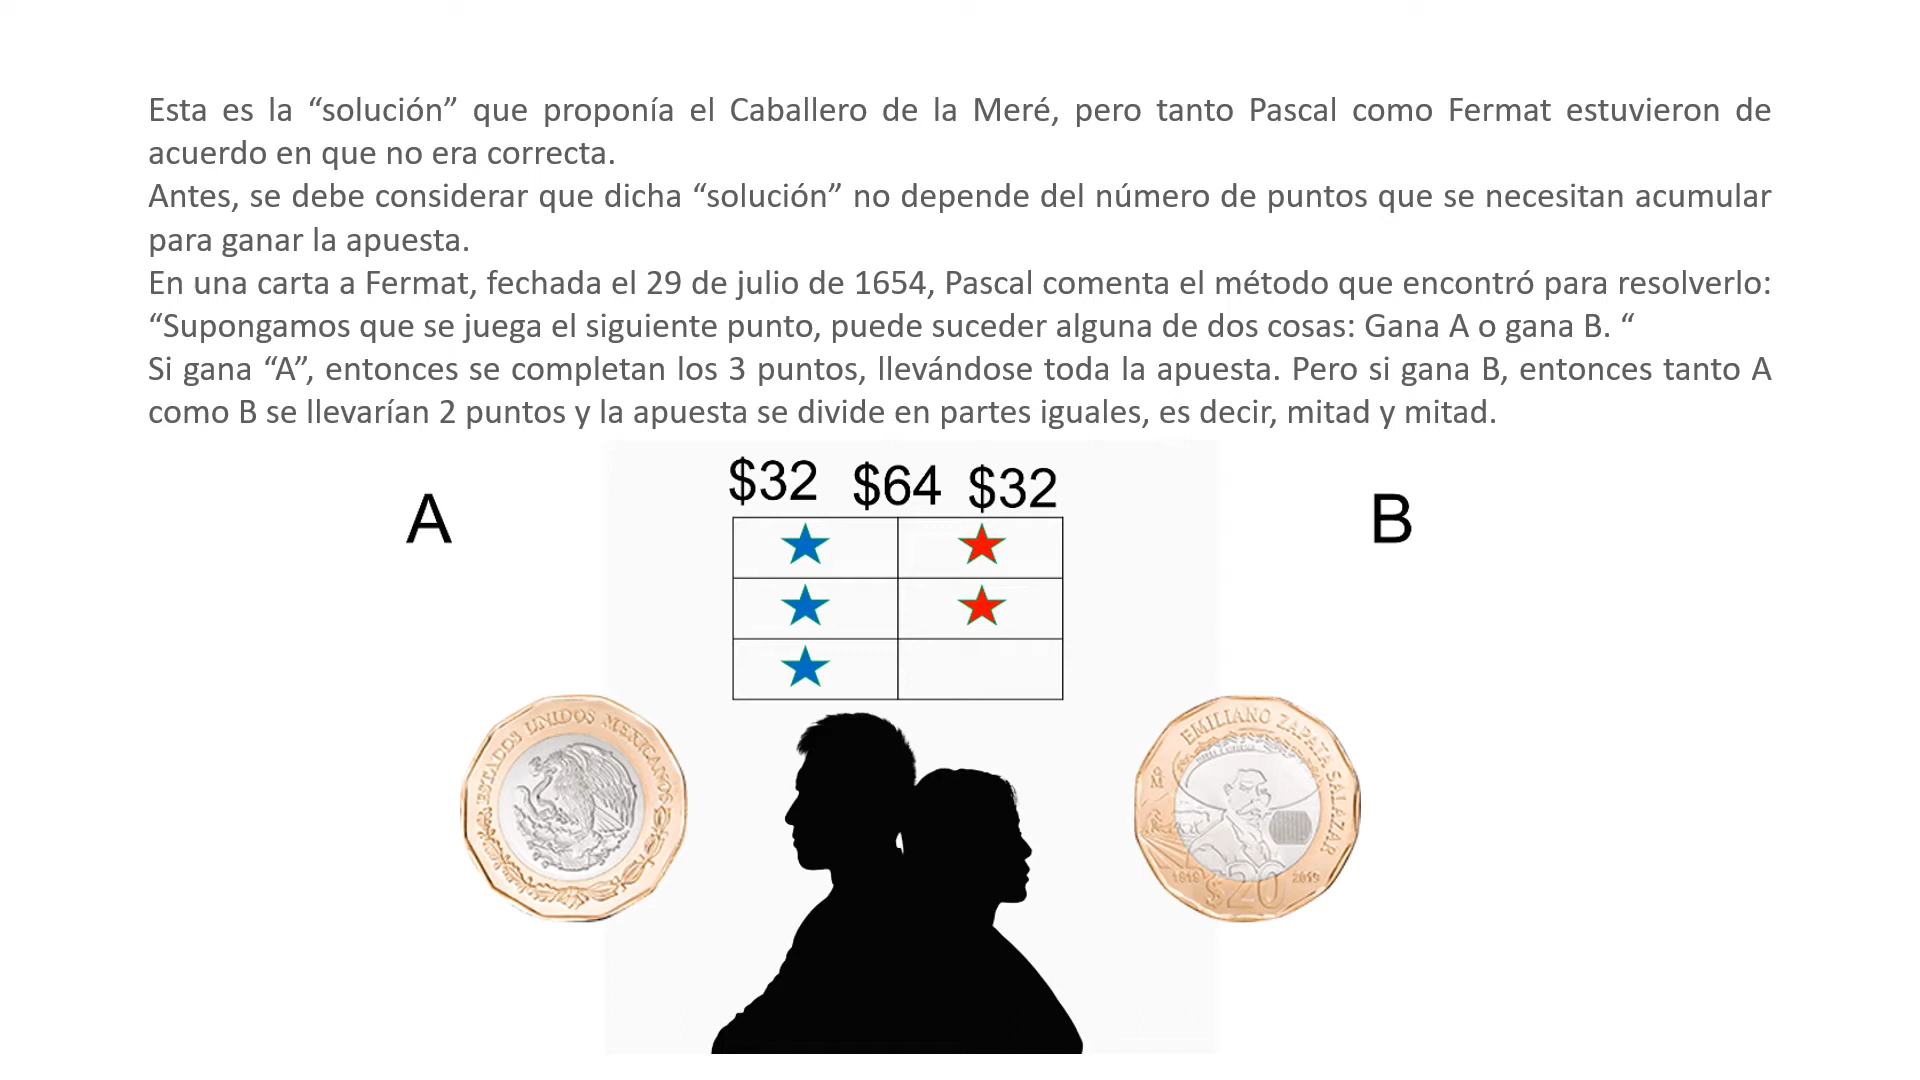 Esta es la “solución” que proponía el Caballero de la Meré, pero tanto Pascal como Fermat estuvieron de
acuerdo en que no era correcta.
Antes, se debe considerar que dicha “solución” no depende del número de puntos que se necesitan acumular
para ganar la apuesta.
En una carta a Fermat, fechada el 29 de julio de 1654, Pascal comenta el método que encontró para resolverlo:
“Supongamos que se juega el siguiente punto, puede suceder alguna de dos cosas: Gana A o gana B. “
Si gana “A”, entonces se completan los 3 puntos, llevándose toda la apuesta. Pero si gana B, entonces tanto A
como B se llevarían 2 puntos y la apuesta se divide en partes iguales, es decir, mitad y mitad.
$32 $64 $32
A
B
ESTADOS UNIDOS MEXICANOS
EMILIANO ZAPATA SALAZAR
1919 $20 2019